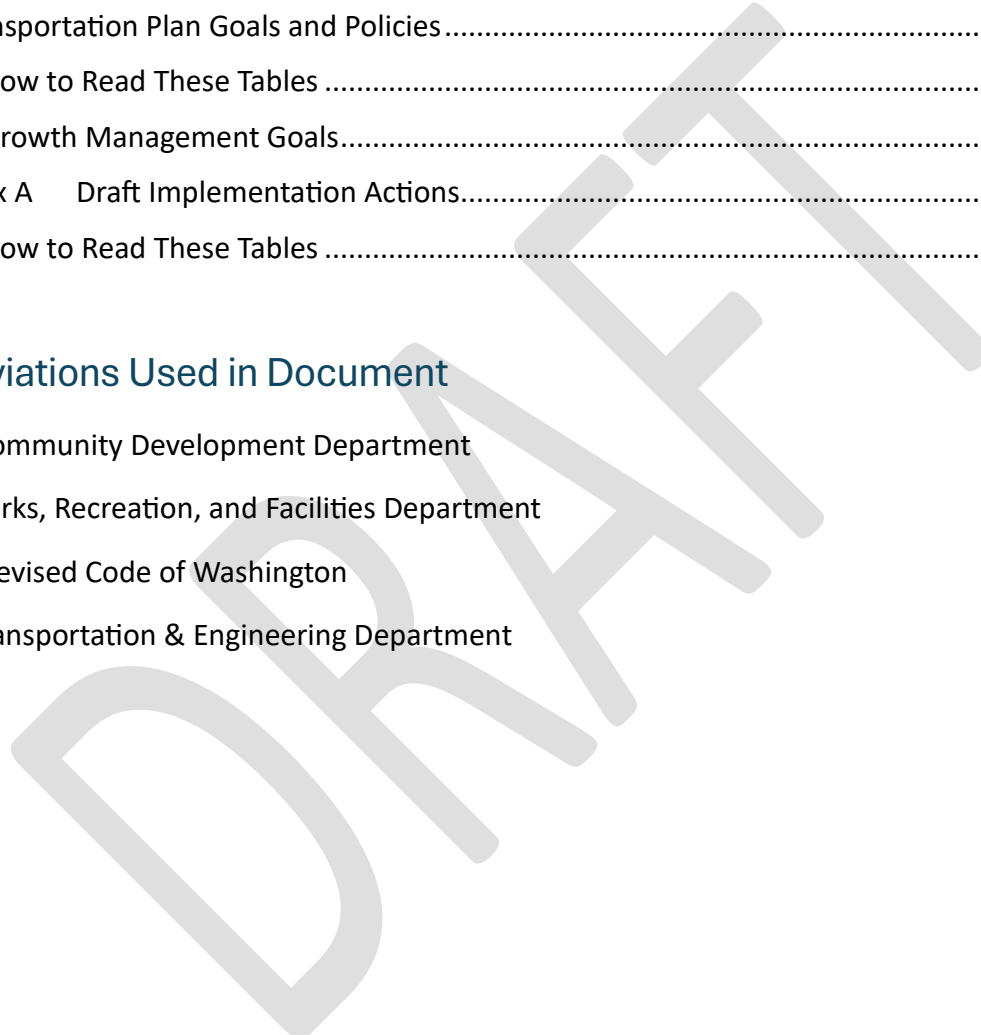 nsportation Plan Goals and Policies
ow to Read These Tables
rowth Management Goals
x A Draft Implementation Actions
ow to Read These Tables
viations Used in Document
ommunity Development Department
rks, Recreation, and Facilities Department
evised Code of Washington
ansportation & Engineering Department
DRAFT